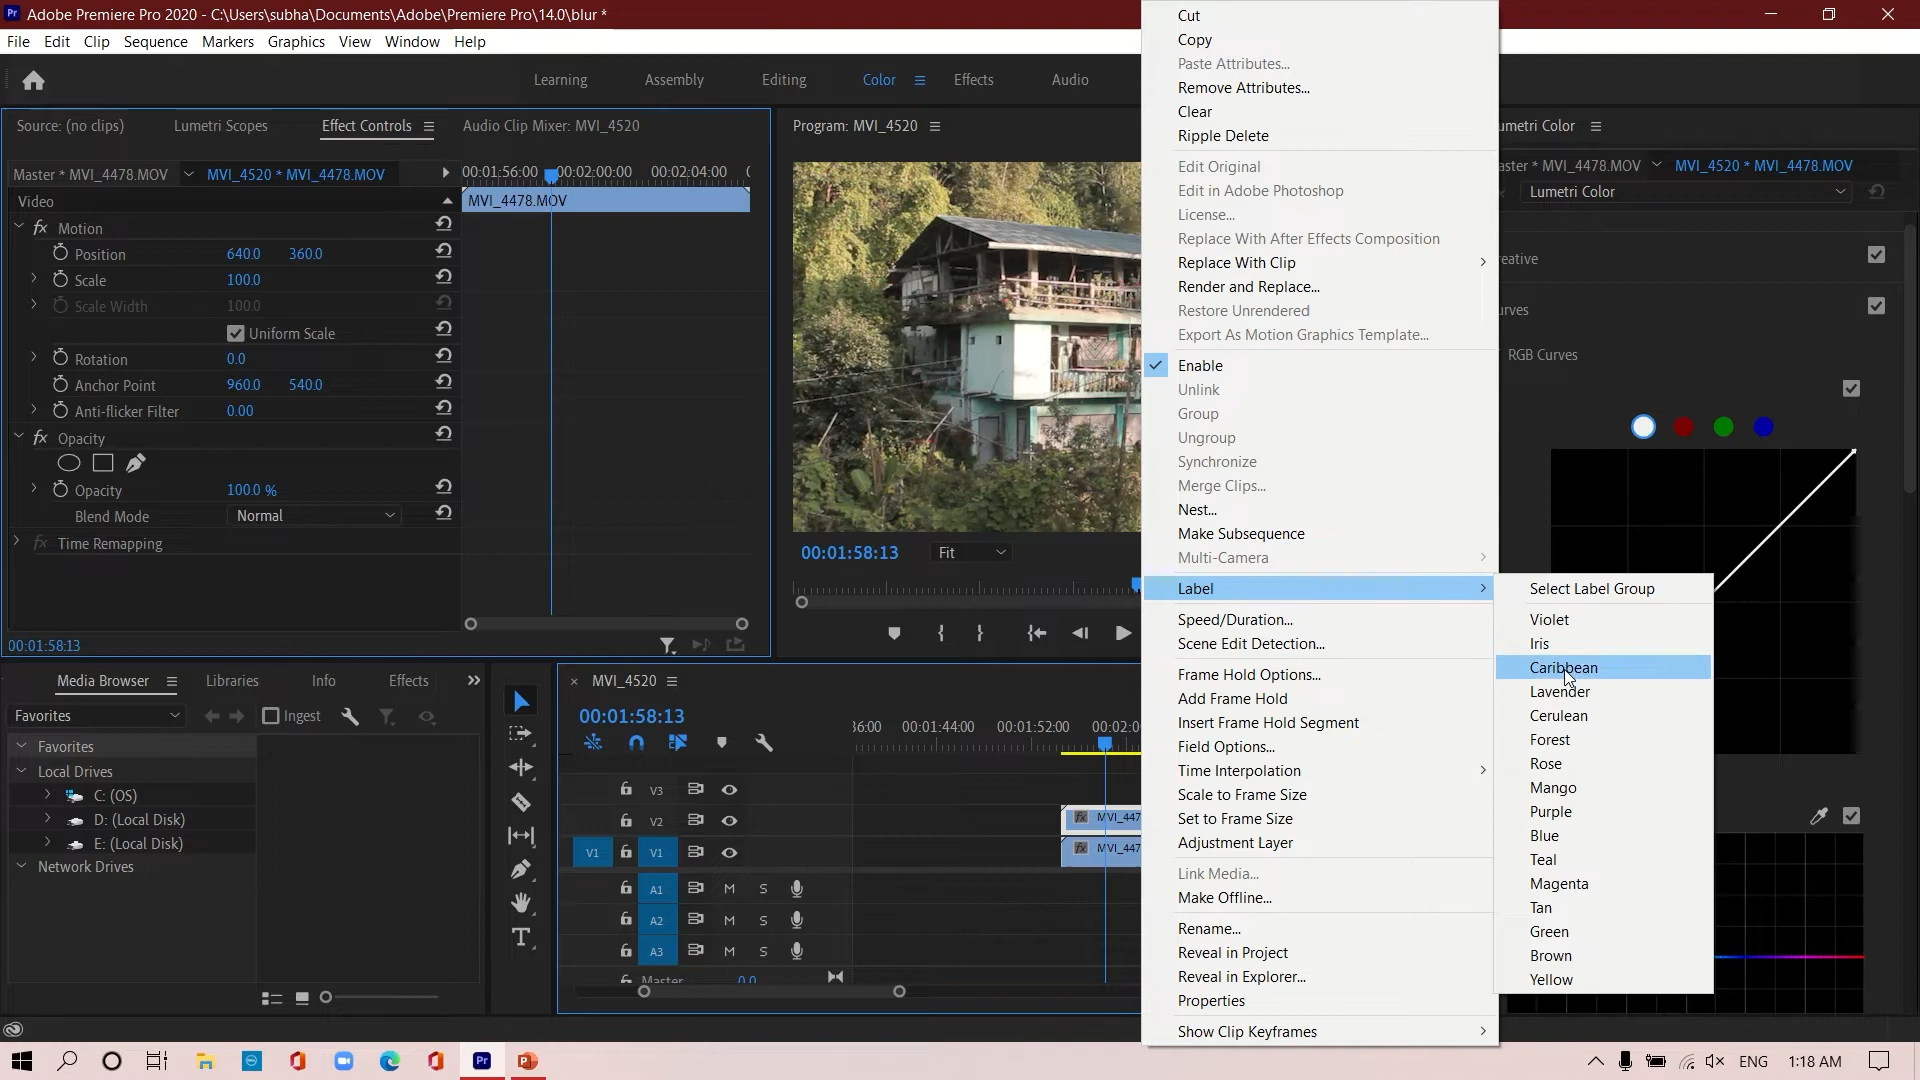 Adobe Premiere Pro 2020 - C:\Users\subha\Documents\Adobe\Premiere Pro\14.0\blur *
File Edit Clip Sequence Markers Graphics View Window Help
Learning Assembly Editing Color Effects Audio
Source: (no clips) Lumetri Scopes Effect Controls Audio Clip Mixer: MVI_4520
Master * MVI_4478.MOV MVI_4520 * MVI_4478.MOV
00:01:56:00 00:02:00:00 00:02:04:00
Video
MVI_4478.MOV
fx Motion
Position 640.0 360.0
Scale 100.0
Scale Width 100.0
Uniform Scale
Rotation 0.0
Anchor Point 960.0 540.0
Anti-flicker Filter 0.00
fx Opacity
Opacity 100.0 %
Blend Mode Normal
fx Time Remapping
00:01:58:13
Program: MVI_4520
00:01:58:13 Fit
Cut
Copy
Paste Attributes...
Remove Attributes...
Clear
Ripple Delete
Edit Original
Edit in Adobe Photoshop
License...
Replace With After Effects Composition
Replace With Clip
Render and Replace...
Restore Unrendered
Export As Motion Graphics Template...
Enable
Unlink
Group
Ungroup
Synchronize
Merge Clips...
Nest...
Make Subsequence
Multi-Camera
Label
Speed/Duration...
Scene Edit Detection...
Frame Hold Options...
Add Frame Hold
Insert Frame Hold Segment
Field Options...
Time Interpolation
Scale to Frame Size
Set to Frame Size
Adjustment Layer
Link Media...
Make Offline...
Rename...
Reveal in Project
Reveal in Explorer...
Properties
Show Clip Keyframes
Select Label Group
Violet
Iris
Caribbean
Lavender
Cerulean
Forest
Rose
Mango
Purple
Blue
Teal
Magenta
Tan
Green
Brown
Yellow
umetri Color
aster * MVI_4478.MOV MVI_4520 * MVI_4478.MOV
Lumetri Color
reative
urves
RGB Curves
Media Browser Libraries Info Effects
Favorites Ingest
Favorites
Local Drives
C: (OS)
D: (Local Disk)
E: (Local Disk)
Network Drives
MVI_4520
00:01:58:13
36:00 00:01:44:00 00:01:52:00 00:02:0
V3
V2 fx MVI_447
V1 V1 fx MVI_447
A1 M S
A2 M S
A3 M S
Master 0.0
ENG 1:18 AM